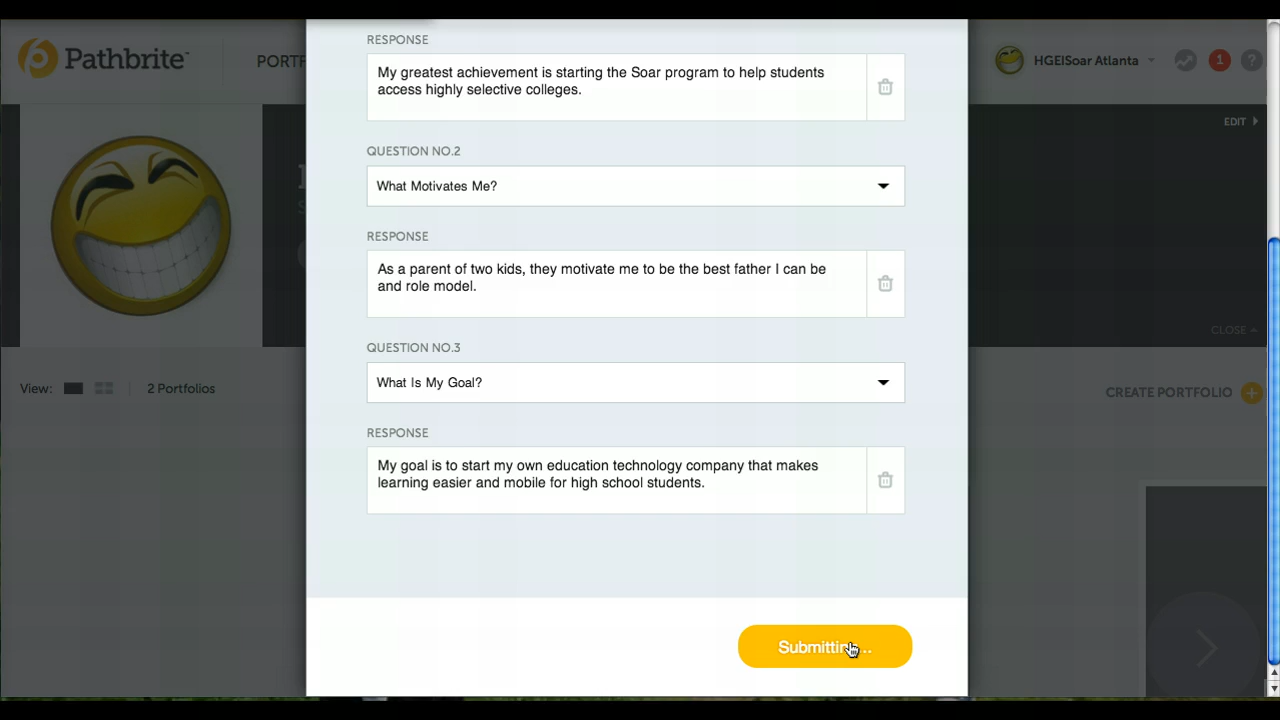 RESPONSE
Pathbrite™
PORTF
HGEISoar Atlanta
1
?
My greatest achievement is starting the Soar program to help students
access highly selective colleges.
EDIT
QUESTION NO.2
What Motivates Me?
RESPONSE
As a parent of two kids, they motivate me to be the best father I can be
and role model.
CLOSE
QUESTION NO.3
What Is My Goal?
View:
2 Portfolios
CREATE PORTFOLIO
RESPONSE
My goal is to start my own education technology company that makes
learning easier and mobile for high school students.